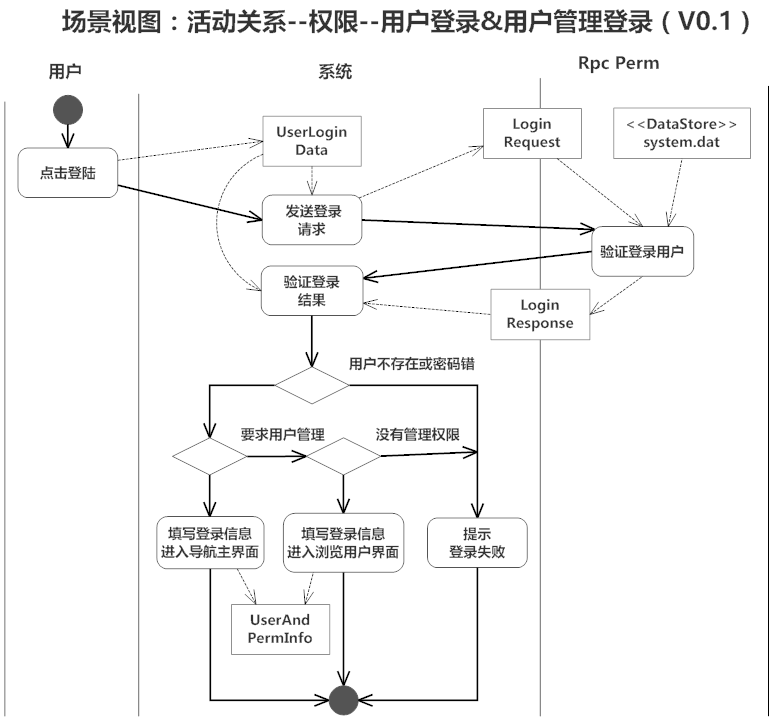 场景视图：活动关系--权限--用户登录&用户管理登录（V0.1）
用户
系统
Rpc Perm
UserLogin
Data
Login
Request
<<DataStore>>
system.dat
点击登陆
发送登录
请求
验证登录用户
验证登录
结果
Login
Response
用户不存在或密码错
要求用户管理
没有管理权限
填写登录信息
进入导航主界面
填写登录信息
进入浏览用户界面
提示
登录失败
UserAnd
PermInfo